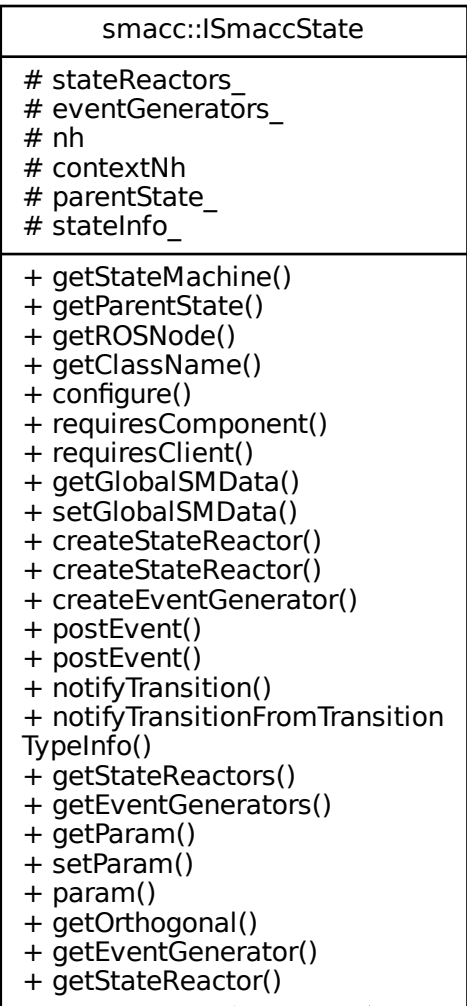 smacc::ISmaccState
# stateReactors_
# eventGenerators_
# nh
# contextNh
# parentState_
# stateInfo_
+ getStateMachine()
+ getParentState()
+ getROSNode()
+ getClassName()
+ configure()
+ requiresComponent()
+ requiresClient()
+ getGlobalSMData()
+ setGlobalSMData()
+ createStateReactor()
+ createStateReactor()
+ createEventGenerator()
+ postEvent()
+ postEvent()
+ notifyTransition()
+ notifyTransitionFromTransition
TypeInfo()
+ getStateReactors()
+ getEventGenerators()
+ getParam()
+ setParam()
+ param()
+ getOrthogonal()
+ getEventGenerator()
+ getStateReactor()